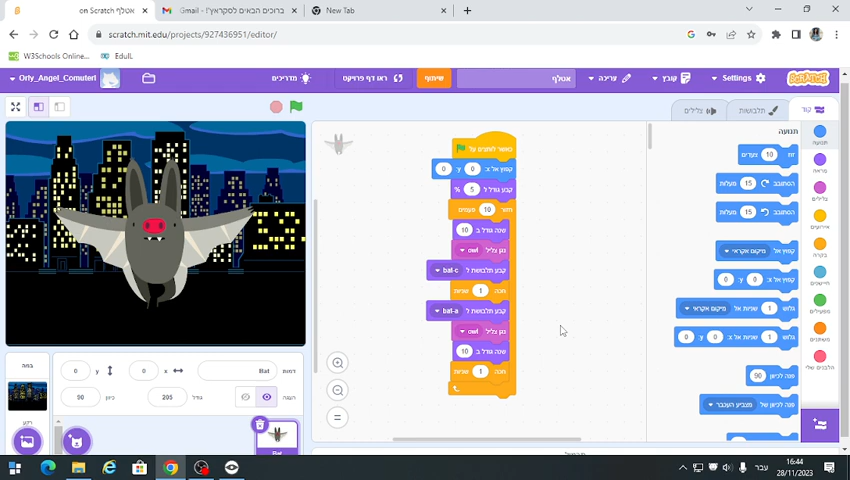 אטלף on Scratch
Gmail - ברוכים הבאים לסקראץ'!
New Tab
scratch.mit.edu/projects/927436951/editor/
W3Schools Online...
EduIL
Orly_Angel_Comuterl
מדריכים
ראו דף פרויקט
שיתוף
אטלף
עריכה
קובץ
Settings
SCRATCH
קוד
תלבושות
צלילים
כאשר לוחצים על
קפוץ אל x: 0 y: 0
קבע גודל ל 5 %
חזור 10 פעמים
שנה גודל ב 10
נגן צליל owl
קבע תלבושת ל bat-c
חכה 1 שניות
קבע תלבושת ל bat-a
נגן צליל owl
שנה גודל ב 10
חכה 1 שניות
תנועה
זוז 10 צעדים
הסתובב 15 מעלות
הסתובב 15 מעלות
קפוץ אל מיקום אקראי
קפוץ אל x: 0 y: 0
גלוש 1 שניות אל מיקום אקראי
גלוש 1 שניות אל x: 0 y: 0
פנה לכיוון 90
פנה לכיוון של מצביע העכבר
תנועה
מראה
צלילים
אירועים
בקרה
חיישנים
מפעילים
משתנים
הלבנים שלי
דמות Bat
x 0
y 0
הצגה
גודל 205
כיוון 90
במה
רקע
Bat
תרמיל
עבר
16:44
28/11/2023